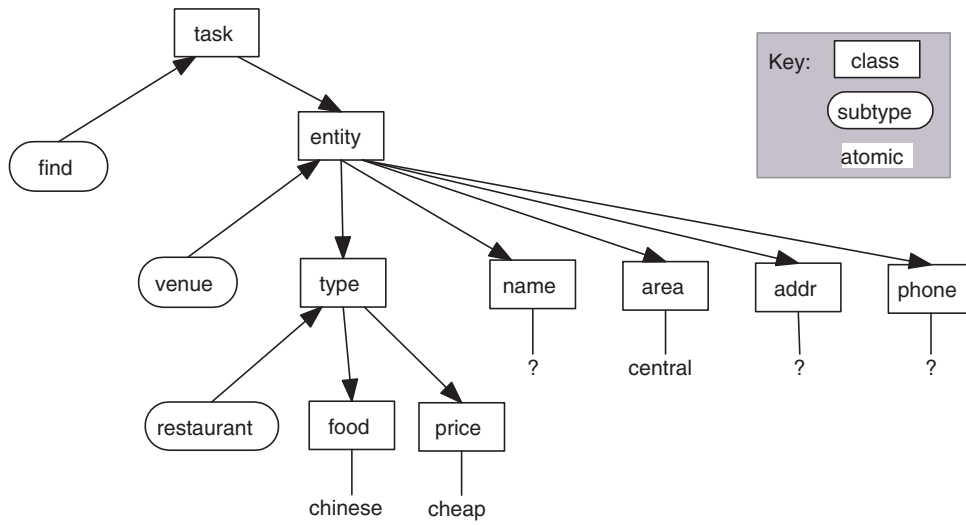 task
Key:
class
subtype
atomic
entity
find
venue
type
name
area
addr
phone
?
central
?
?
restaurant
food
price
chinese
cheap